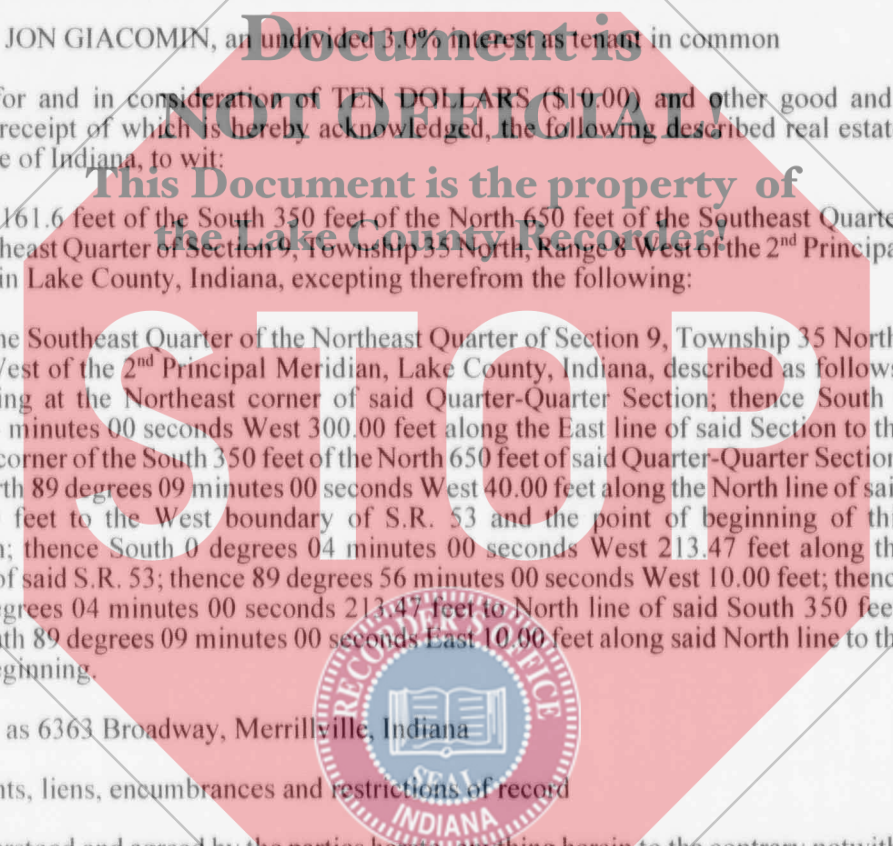 Document is
JON GIACOMIN, an undivided 3.0% interest as tenant in common
NOT OFFICIAL!
for and in consideration of TEN DOLLARS ($10.00) and other good and
receipt of which is hereby acknowledged, the following described real estat
e of Indiana, to wit:
This Document is the property of
the Lake County Recorder!
161.6 feet of the South 350 feet of the North 650 feet of the Southeast Quarte
heast Quarter of Section 9, Township 35 North, Range 8 West of the 2nd Principa
in Lake County, Indiana, excepting therefrom the following:
STOP
he Southeast Quarter of the Northeast Quarter of Section 9, Township 35 North
West of the 2nd Principal Meridian, Lake County, Indiana, described as follows
ing at the Northeast corner of said Quarter-Quarter Section; thence South
minutes 00 seconds West 300.00 feet along the East line of said Section to th
corner of the South 350 feet of the North 650 feet of said Quarter-Quarter Section
rth 89 degrees 09 minutes 00 seconds West 40.00 feet along the North line of sai
feet to the West boundary of S.R. 53 and the point of beginning of th
n; thence South 0 degrees 04 minutes 00 seconds West 213.47 feet along th
of said S.R. 53; thence 89 degrees 56 minutes 00 seconds West 10.00 feet; thenc
egrees 04 minutes 00 seconds 213.47 feet to North line of said South 350 feet
uth 89 degrees 09 minutes 00 seconds East 10.00 feet along said North line to th
eginning.
as 6363 Broadway, Merrillville, Indiana
nts, liens, encumbrances and restrictions of record
RECORDER'S OFFICE
SEAL
INDIANA